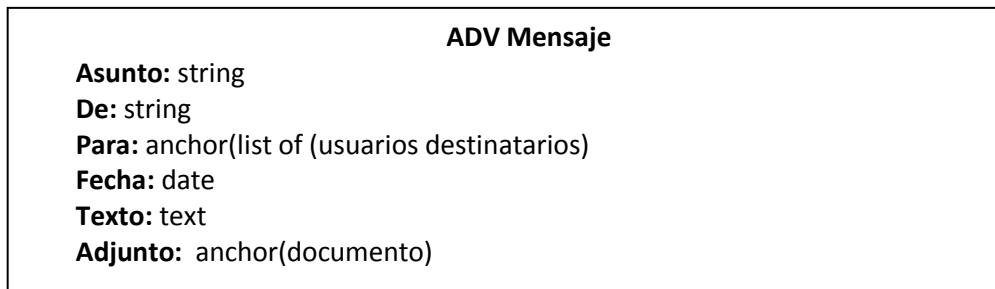 ADV Mensaje
Asunto: string
De: string
Para: anchor(list of (usuarios destinatarios)
Fecha: date
Texto: text
Adjunto: anchor(documento)